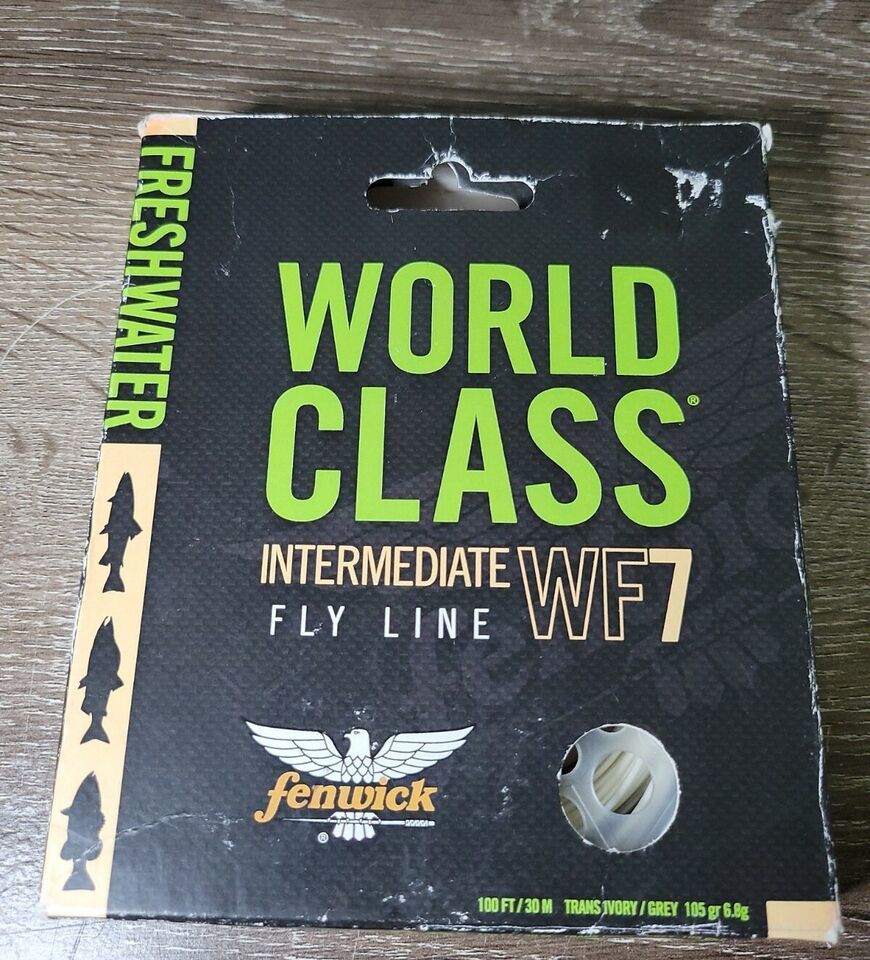 FRESHWATER
WORLD
CLASS®
INTERMEDIATE WF7
FLY LINE
fenwick
®
100 FT / 30 M TRANS IVORY / GREY 105 gr 6.8g